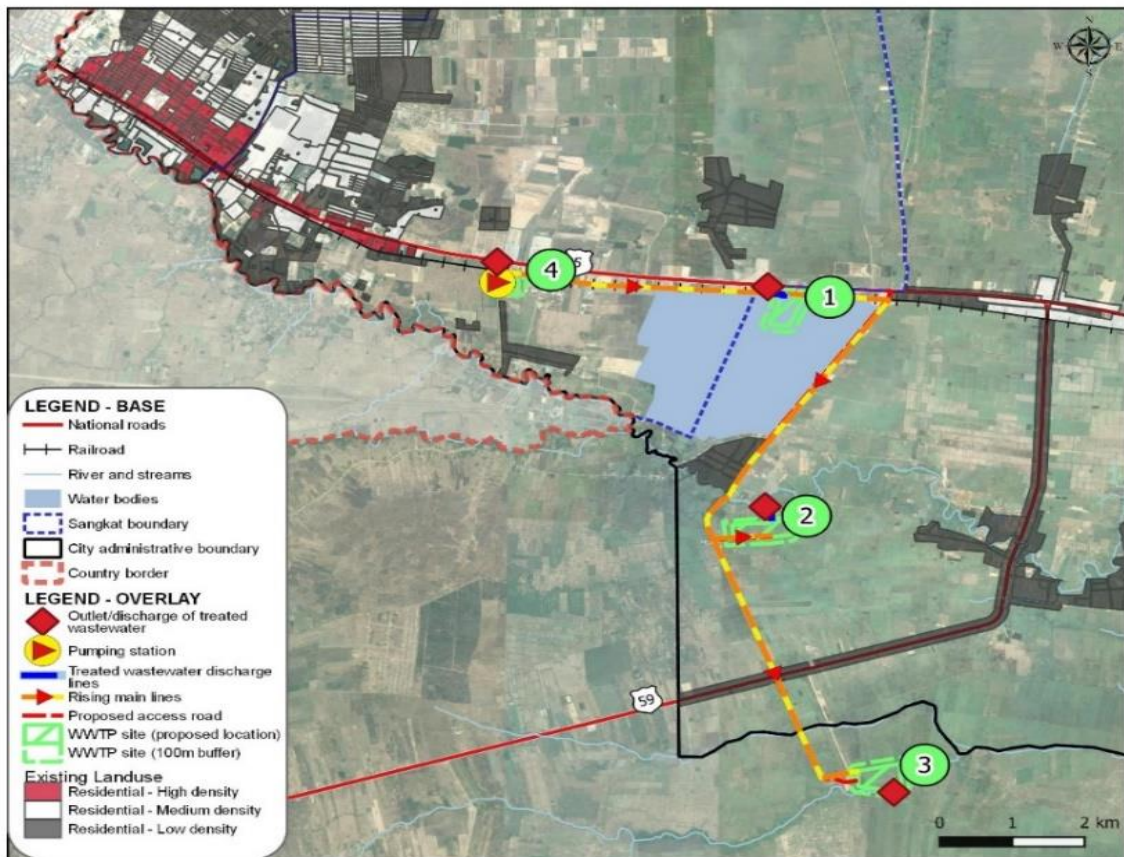 N
W E
S
5
4
1
2
59
3
LEGEND - BASE
National roads
Railroad
River and streams
Water bodies
Sangkat boundary
City administrative boundary
Country border
LEGEND - OVERLAY
Outlet/discharge of treated
wastewater
Pumping station
Treated wastewater discharge
lines
Rising main lines
Proposed access road
WWTP site (proposed location)
WWTP site (100m buffer)
Existing Landuse
Residential - High density
Residential - Medium density
Residential - Low density
0 1 2 km